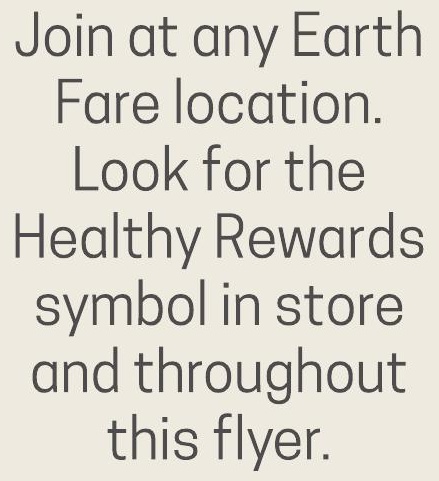 Join at any Earth
Fare location.
Look for the
Healthy Rewards
symbol in store
and throughout
this flyer.